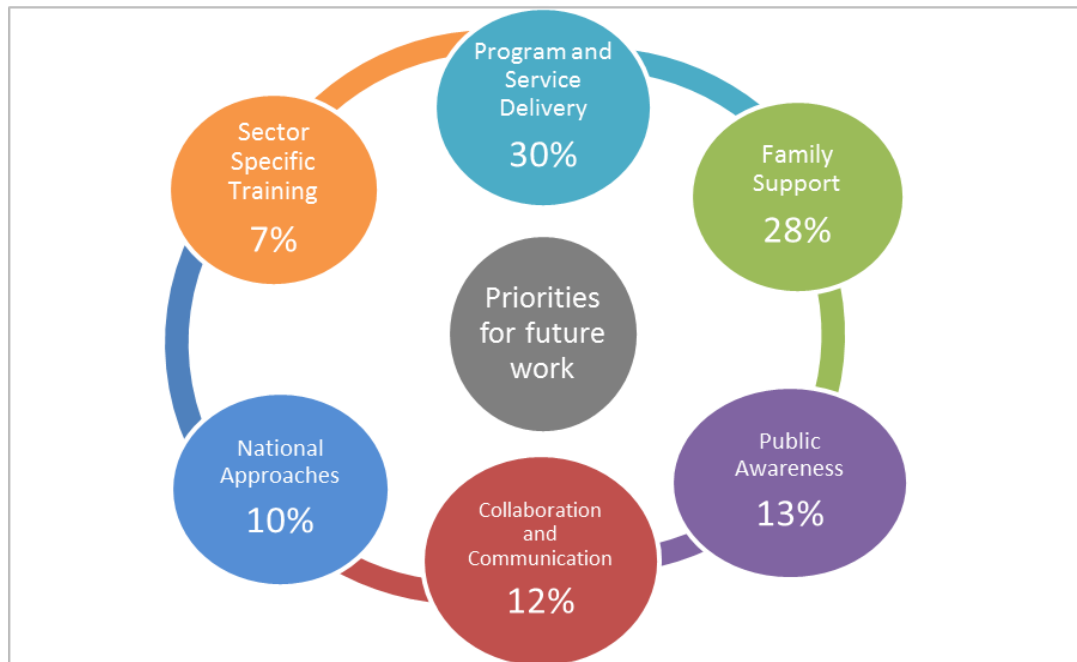 Program and
Service
Delivery
30%
Family
Support
28%
Public
Awareness
13%
Collaboration
and
Communication
12%
National
Approaches
10%
Sector
Specific
Training
7%
Priorities
for future
work